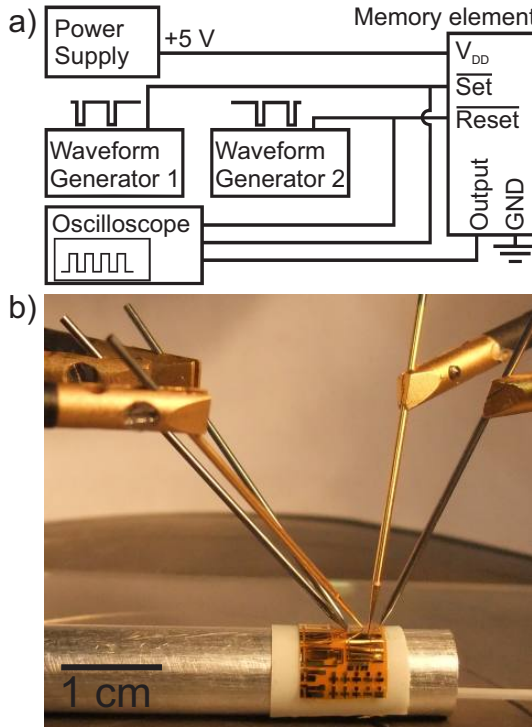 a)
Memory element
Power
Supply
+5 V
V_DD
Set
Reset
Waveform
Generator 1
Waveform
Generator 2
Output
GND
Oscilloscope
b)
1 cm